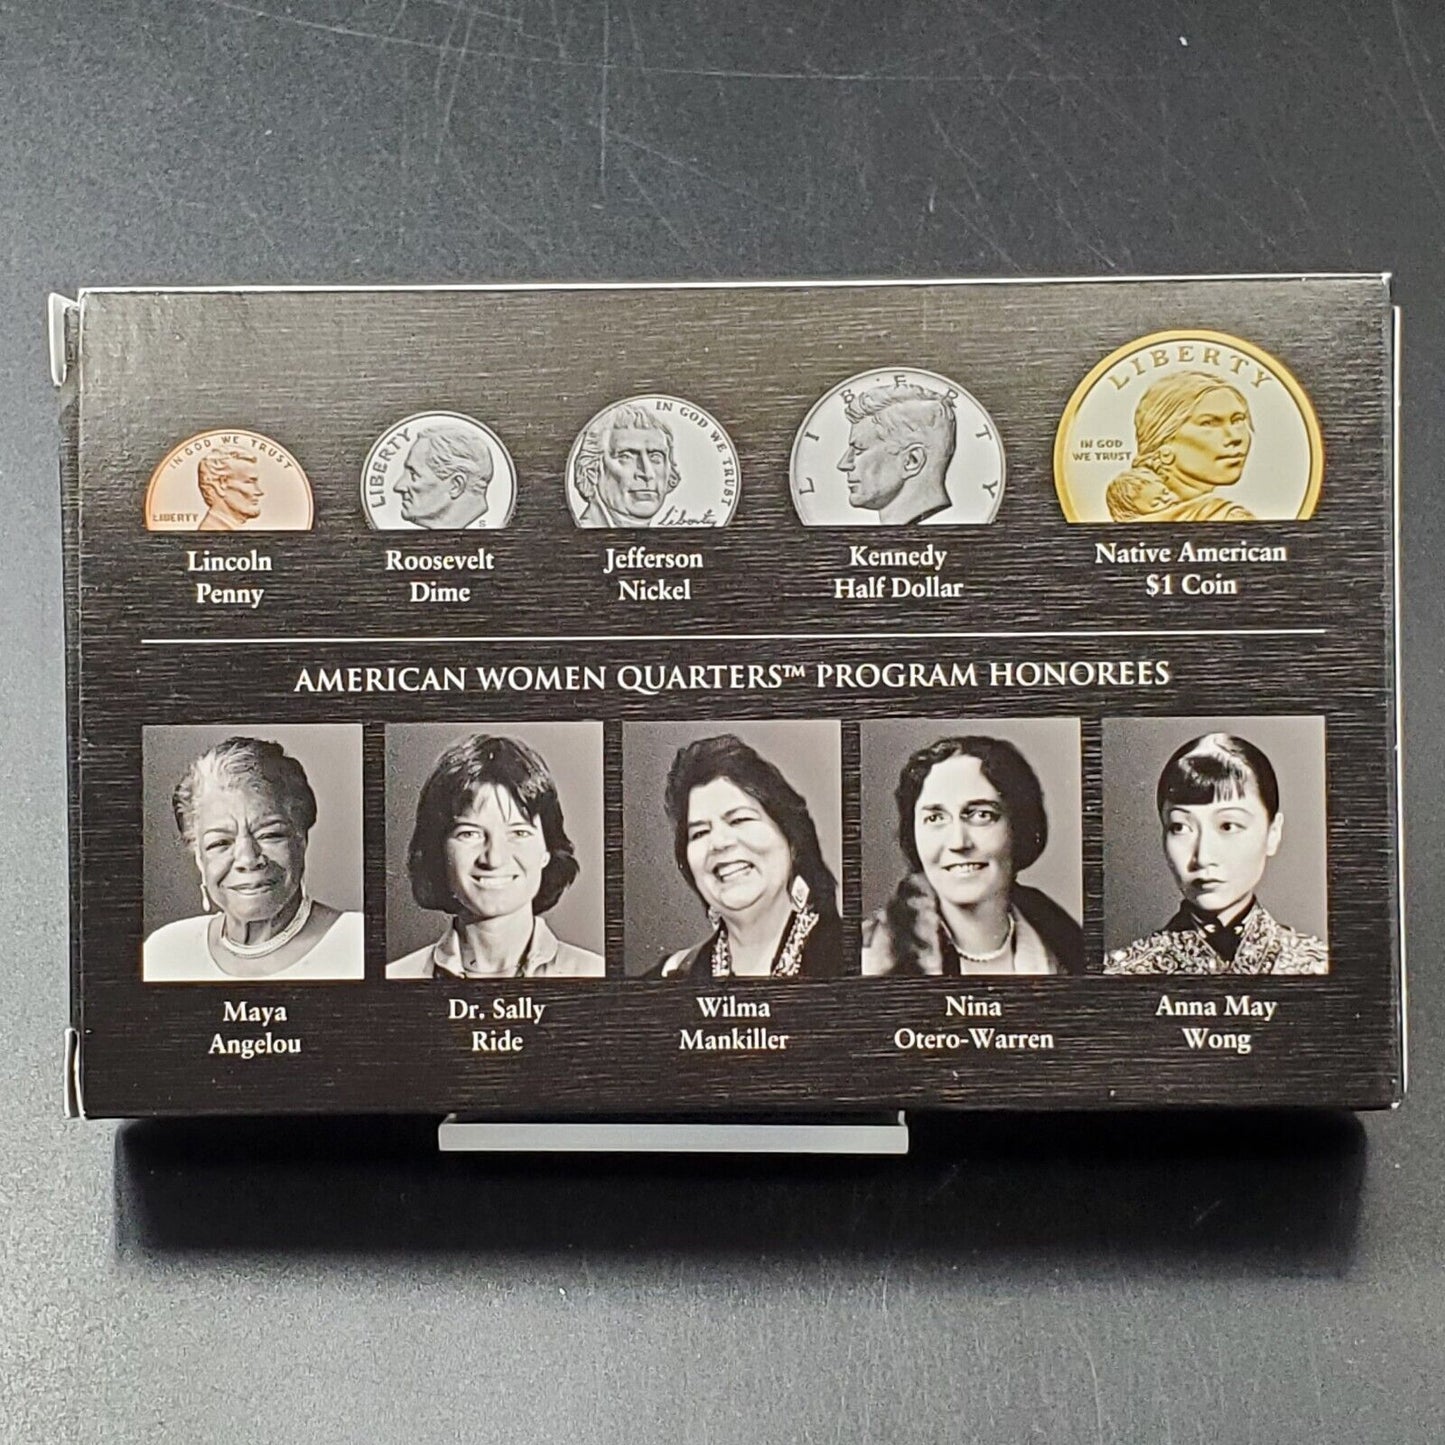 IN GOD WE TRUST
LIBERTY
Lincoln
Penny
LIBERTY
S
Roosevelt
Dime
IN GOD WE TRUST
Liberty
Jefferson
Nickel
LIBERTY
Kennedy
Half Dollar
LIBERTY
IN GOD
WE TRUST
Native American
$1 Coin
AMERICAN WOMEN QUARTERS™ PROGRAM HONOREES
Maya
Angelou
Dr. Sally
Ride
Wilma
Mankiller
Nina
Otero-Warren
Anna May
Wong